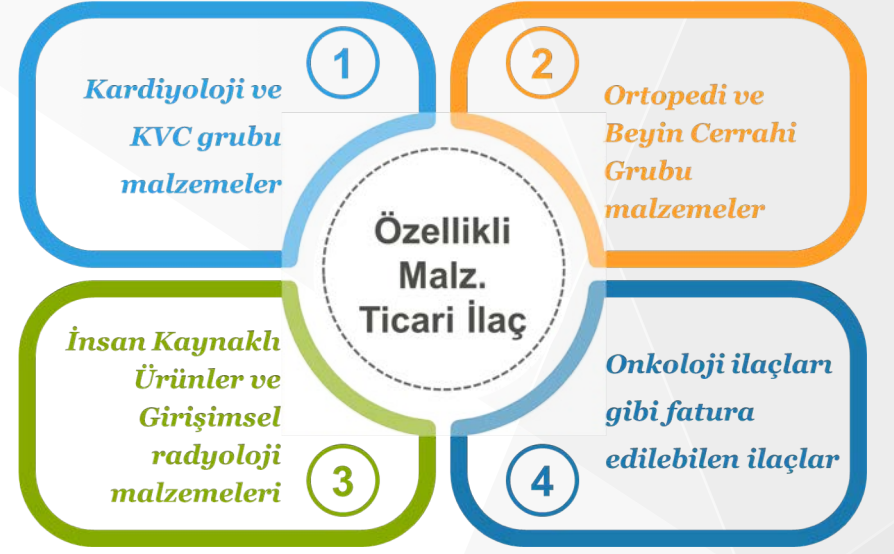 1
Kardiyoloji ve
KVC grubu
malzemeler
2
Ortopedi ve
Beyin Cerrahi
Grubu
malzemeler
Özellikli
Malz.
Ticari İlaç
İnsan Kaynaklı
Ürünler ve
Girişimsel
radyoloji
malzemeleri
3
Onkoloji ilaçları
gibi fatura
edilebilen ilaçlar
4